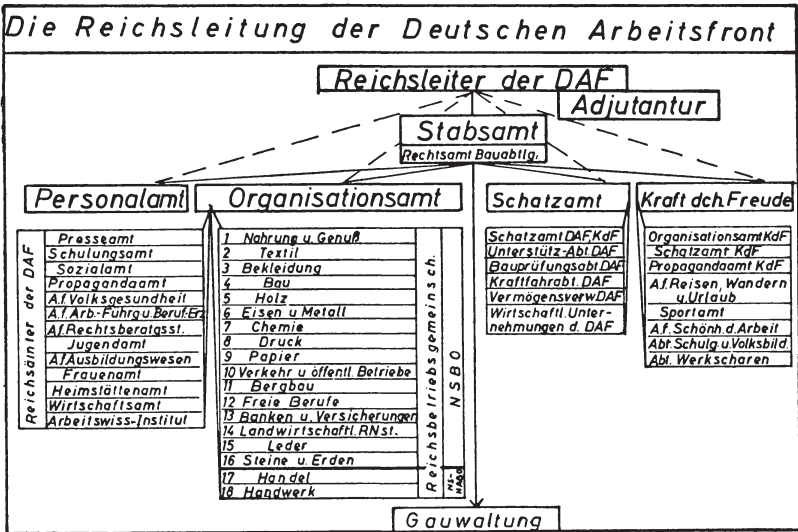 Die Reichsleitung der Deutschen Arbeitsfront
Reichsleiter der DAF
Adjutantur
Stabsamt
Rechtsamt Bauabtlg.
Personalamt
Organisationsamt
Schatzamt
Kraft dch. Freude
Reichsämter der DAF
Presseamt
Schulungsamt
Sozialamt
Propagandaamt
A.f. Volksgesundheit
A.f. Arb.-Führg u. Beruf-Erz
A.f. Rechtsberatgsst.
Jugendamt
A.f. Ausbildungswesen
Frauenamt
Heimstättenamt
Wirtschaftsamt
Arbeitswiss-Institut
1 Nahrung u. Genuß
2 Textil
3 Bekleidung
4 Bau
5 Holz
6 Eisen u Metall
7 Chemie
8 Druck
9 Papier
10 Verkehr u öffentl. Betriebe
11 Bergbau
12 Freie Berufe
13 Banken u. Versicherungen
14 Landwirtschaftl. RNst.
15 Leder
16 Steine u. Erden
17 Handel
18 Handwerk
Reichsbetriebsgemeinsch.
NSBO
NS-
HAGO
Schatzamt DAF, KdF
Unterstütz-Abt. DAF
Bauprüfungsabt. DAF
Kraftfahrabt. DAF
Vermögensverw. DAF
Wirtschaftl. Unter-
nehmungen d. DAF
Organisationsamt KdF
Schatzamt KdF
Propagandaamt KdF
A.f. Reisen, Wandern
u. Urlaub
Sportamt
A.f. Schönh. d. Arbeit
Abt. Schulg u. Volksbild.
Abt. Werkscharen
Gauwaltung